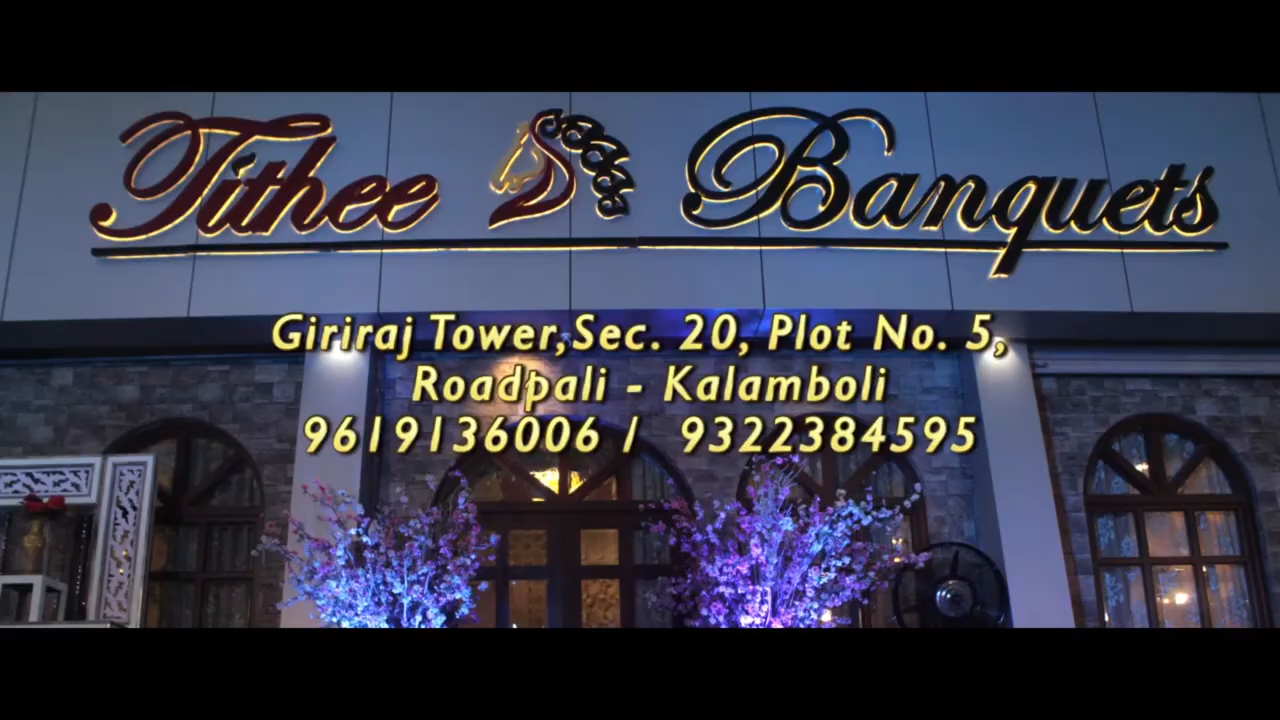 Tithee Banquets
Giriraj Tower,Sec. 20, Plot No. 5,
Roadpali - Kalamboli
9619136006 / 9322384595